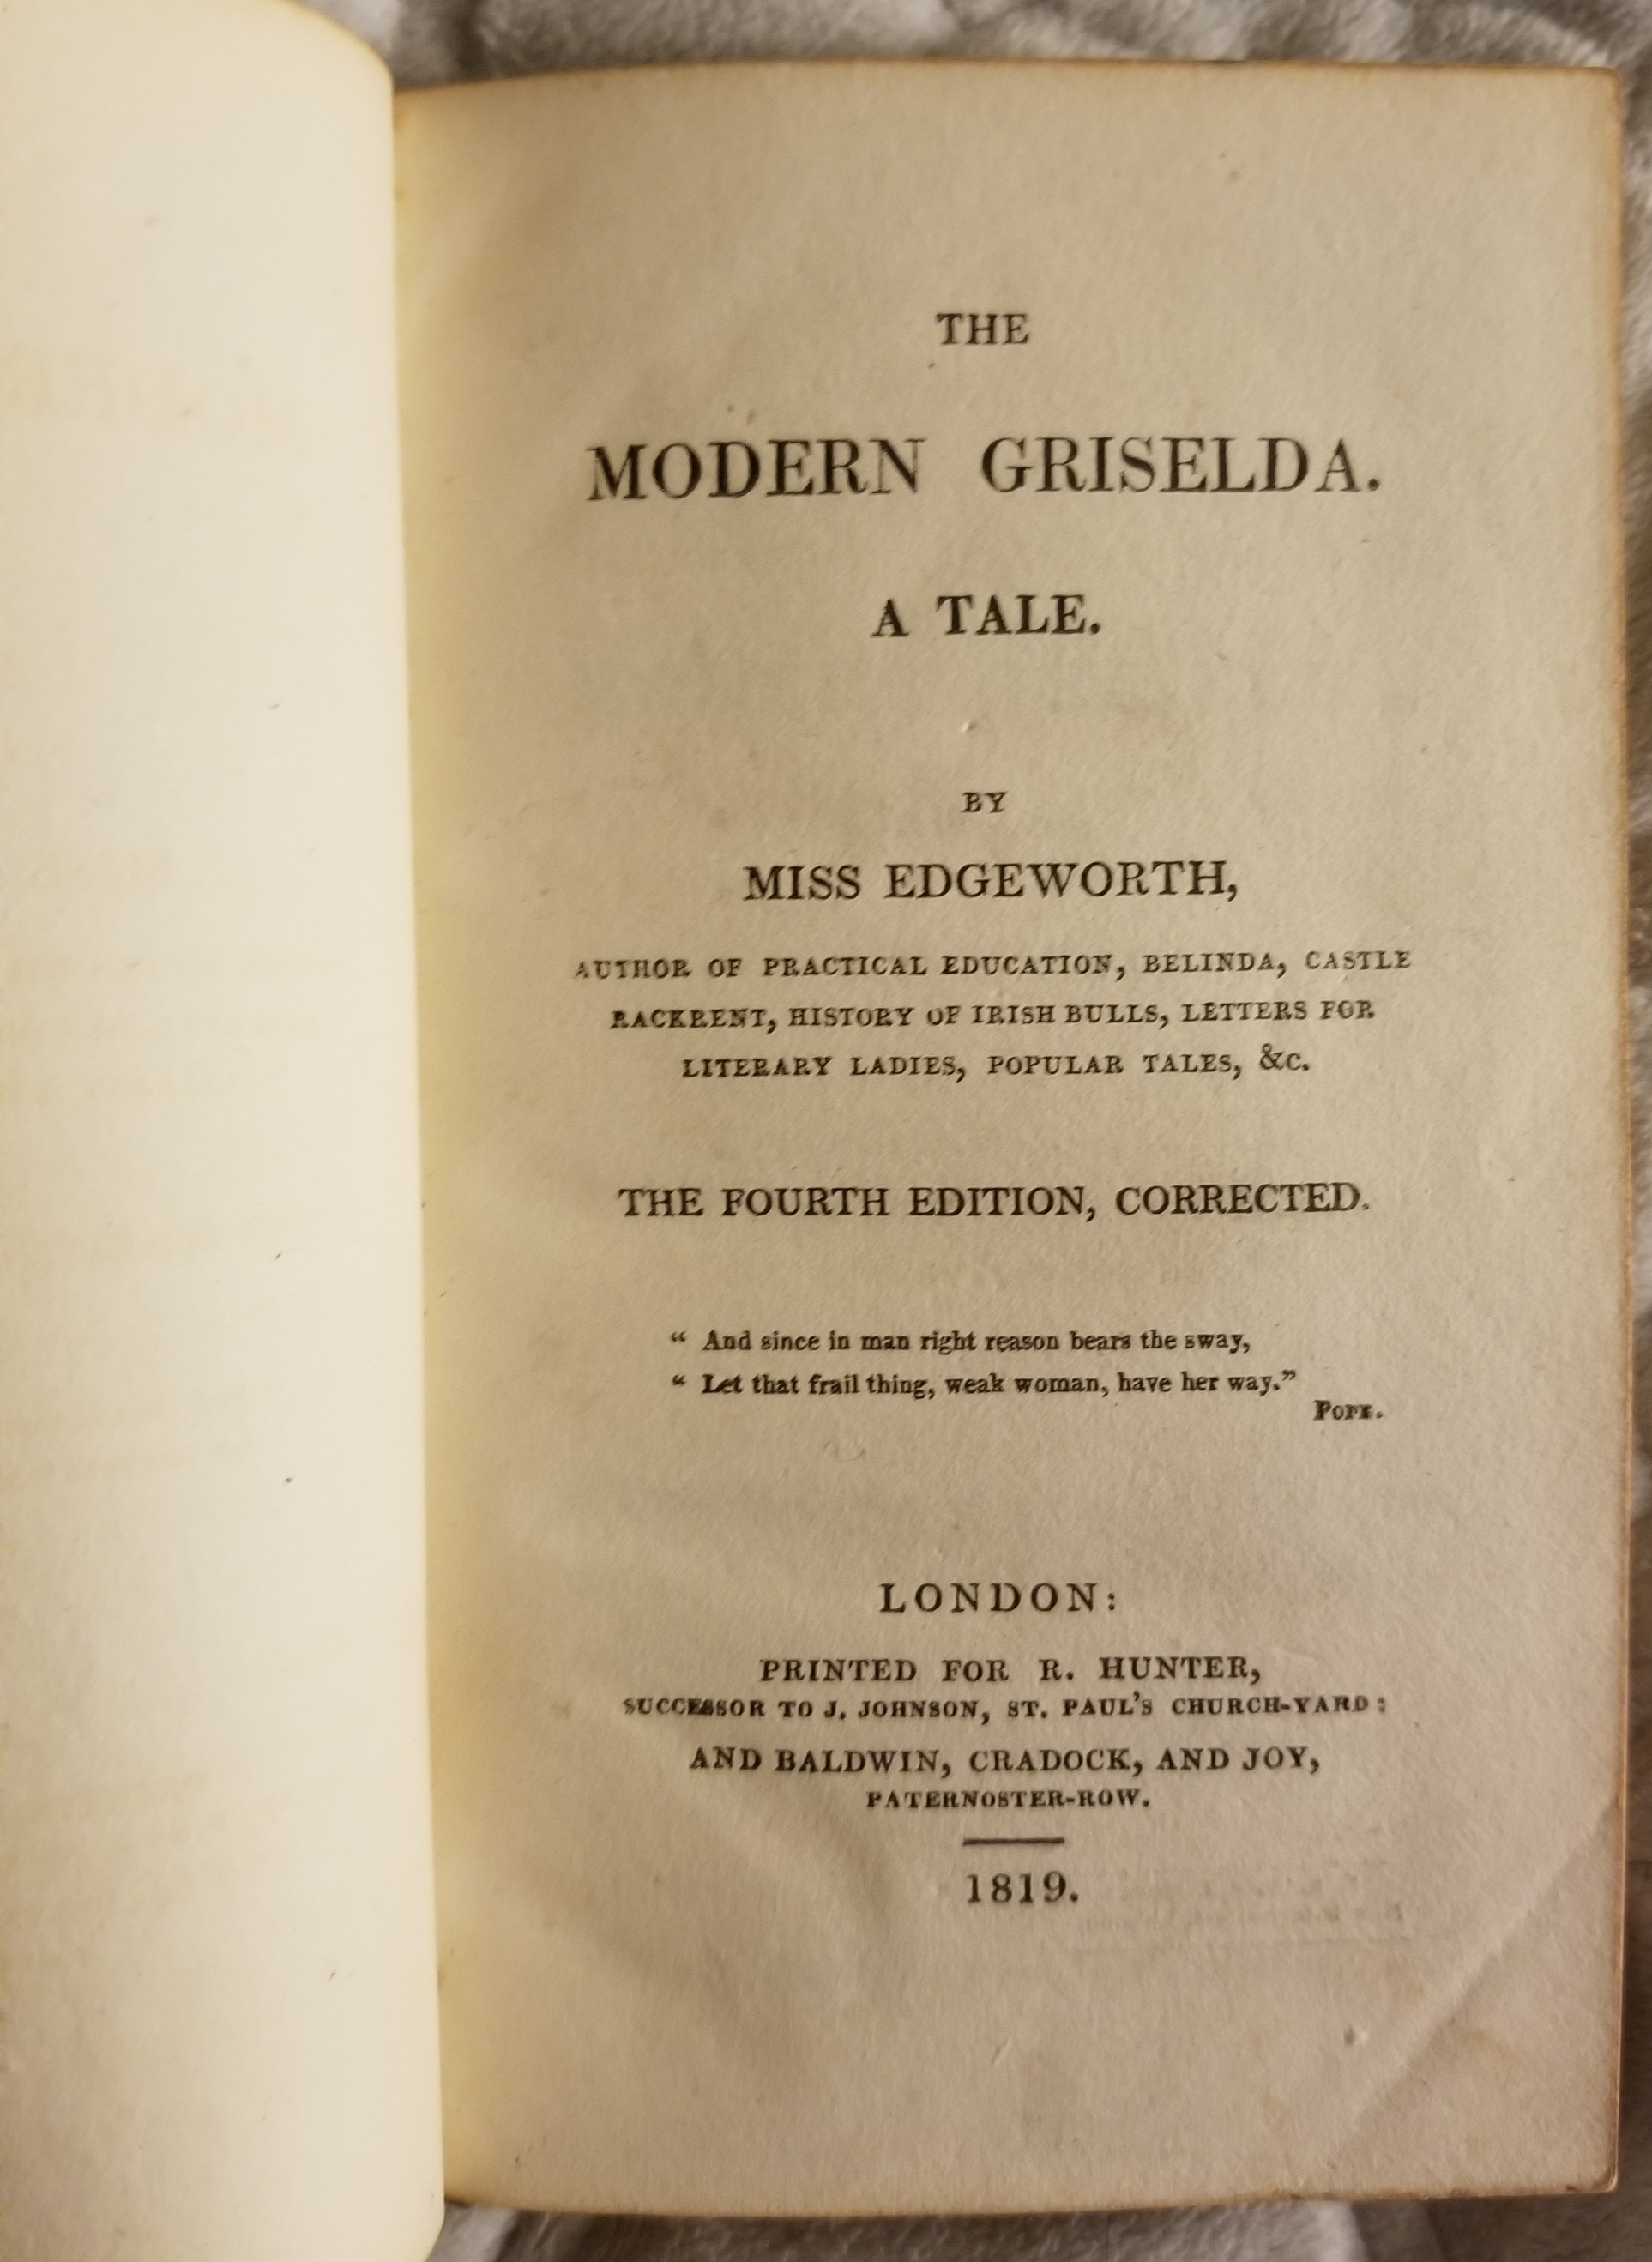 THE
MODERN GRISELDA.
A TALE.
BY
MISS EDGEWORTH,
AUTHOR OF PRACTICAL EDUCATION, BELINDA, CASTLE
RACKRENT, HISTORY OF IRISH BULLS, LETTERS FOR
LITERARY LADIES, POPULAR TALES, &C.
THE FOURTH EDITION, CORRECTED.
“ And since in man right reason bears the sway,
“ Let that frail thing, weak woman, have her way.”
POPE.
LONDON:
PRINTED FOR R. HUNTER,
SUCCESSOR TO J. JOHNSON, ST. PAUL'S CHURCH-YARD:
AND BALDWIN, CRADOCK, AND JOY,
PATERNOSTER-ROW.
1819.